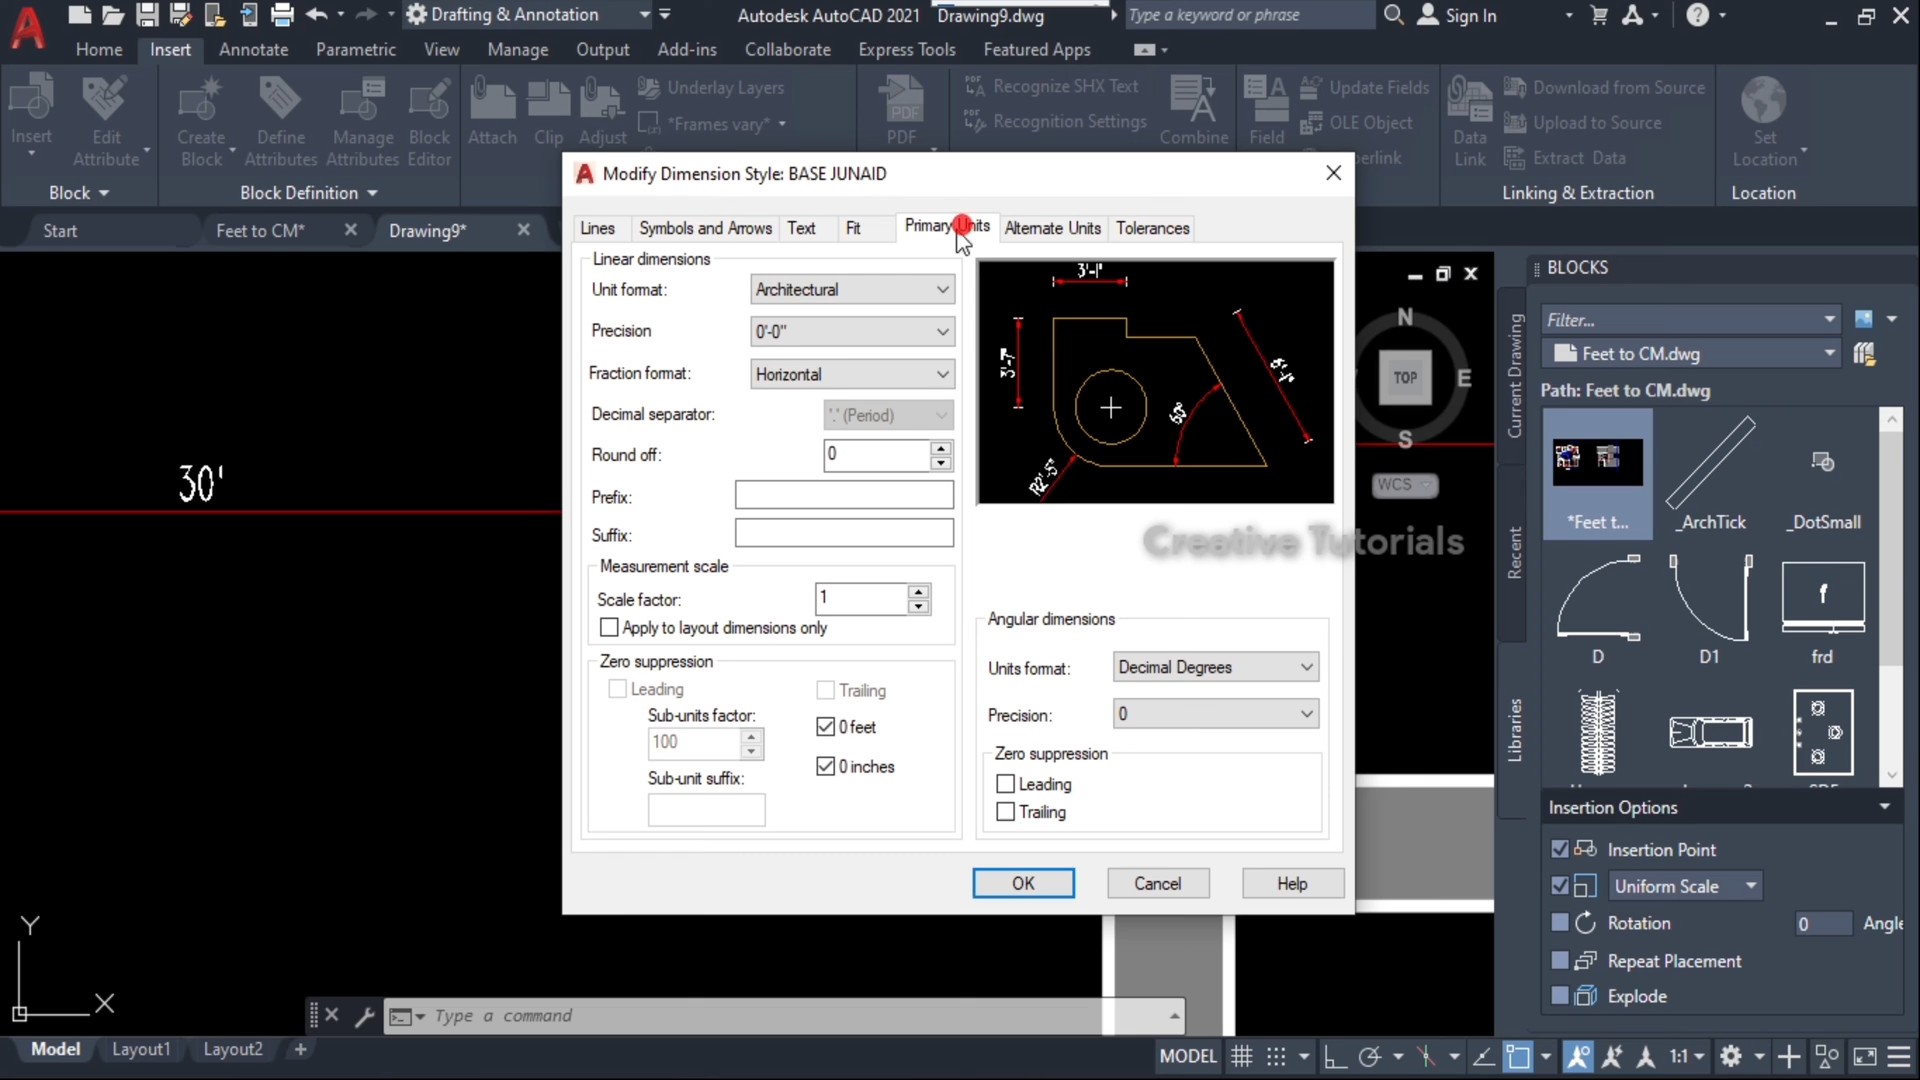 Drafting & Annotation
Autodesk AutoCAD 2021 Drawing9.dwg
Type a keyword or phrase
Sign In
Home Insert Annotate Parametric View Manage Output Add-ins Collaborate Express Tools Featured Apps
Insert
Edit Attribute
Create Block
Define Attributes
Manage Attributes
Block Editor
Attach
Clip
Adjust
Underlay Layers
*Frames vary*
PDF
Recognize SHX Text
Recognition Settings
Combine
Field
Update Fields
OLE Object
Data Link
Download from Source
Upload to Source
Extract Data
Set Location
Block
Block Definition
Linking & Extraction
Location
Start
Feet to CM*
Drawing9*
Modify Dimension Style: BASE JUNAID
Lines Symbols and Arrows Text Fit Primary Units Alternate Units Tolerances
Linear dimensions
Unit format: Architectural
Precision 0'-0"
Fraction format: Horizontal
Decimal separator: '.' (Period)
Round off: 0
Prefix:
Suffix:
Measurement scale
Scale factor: 1
Apply to layout dimensions only
Zero suppression
Leading
Trailing
Sub-units factor:
100
0 feet
0 inches
Sub-unit suffix:
3'-1"
3'-7"
6'-1"
60°
R2'-5"
Creative Tutorials
Angular dimensions
Units format: Decimal Degrees
Precision: 0
Zero suppression
Leading
Trailing
OK
Cancel
Help
30'
Y
X
N
TOP
E
S
WCS
BLOCKS
Filter...
Feet to CM.dwg
Path: Feet to CM.dwg
Current Drawing
Recent
Libraries
*Feet t...
_ArchTick
_DotSmall
D
D1
frd
Insertion Options
Insertion Point
Uniform Scale
Rotation 0 Angle
Repeat Placement
Explode
Type a command
Model Layout1 Layout2 +
MODEL
1:1